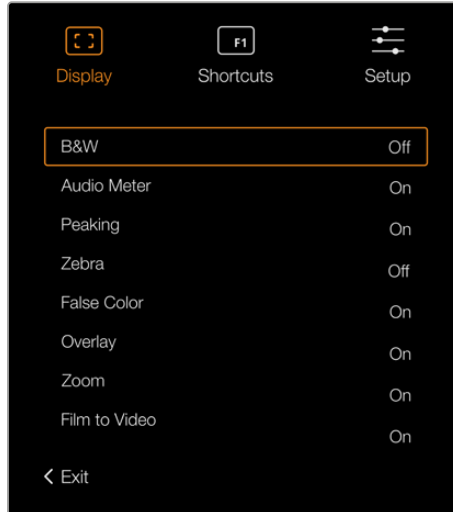 F1
Display Shortcuts Setup
B&W Off
Audio Meter On
Peaking On
Zebra Off
False Color On
Overlay On
Zoom On
Film to Video On
Exit